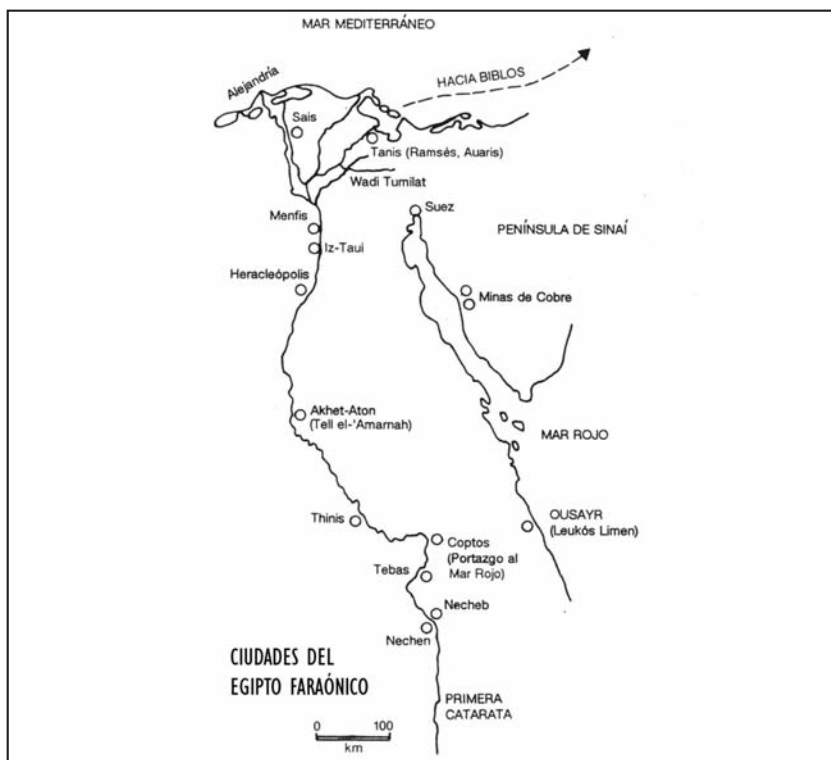 MAR MEDITERRÁNEO
HACIA BIBLOS
Alejandría
Sais
Tanis (Ramsés, Auaris)
Wadi Tumilat
Suez
Menfis
PENÍNSULA DE SINAÍ
Iz-Taui
Heracleópolis
Minas de Cobre
Akhet-Aton
(Tell el-'Amarnah)
MAR ROJO
Thinis
OUSAYR
(Leukós Limen)
Coptos
(Portazgo al
Mar Rojo)
Tebas
Necheb
Nechen
CIUDADES DEL
EGIPTO FARAÓNICO
PRIMERA
CATARATA
0 100
km